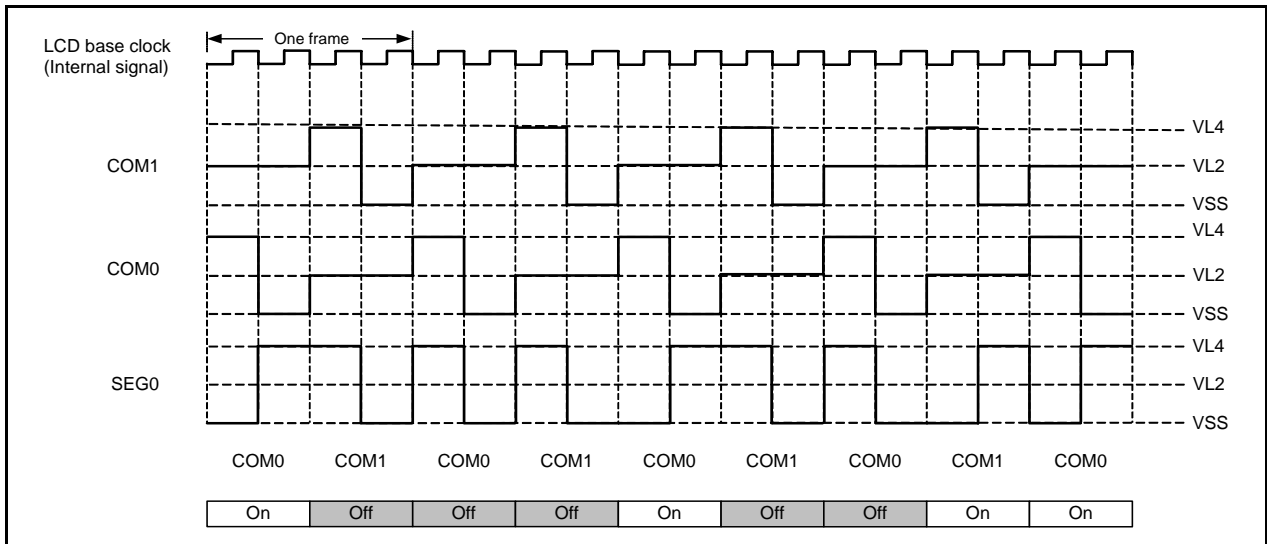 One frame
LCD base clock
(Internal signal)
VL4
COM1
VL2
VSS
VL4
COM0
VL2
VSS
VL4
SEG0
VL2
VSS
COM0 COM1 COM0 COM1 COM0 COM1 COM0 COM1 COM0
On Off Off Off On Off Off On On